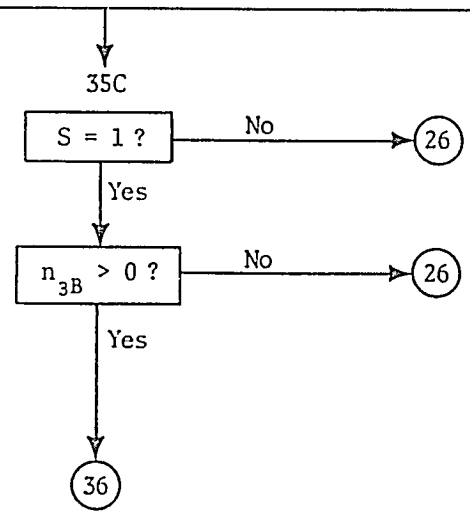 35C
S = 1 ?
No
26
Yes
n3B > 0 ?
No
26
Yes
36